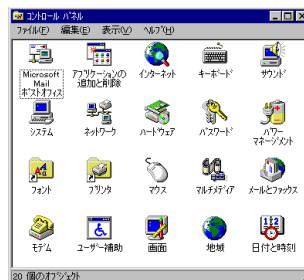 コントロール パネル
ファイル(F) 編集(E) 表示(V) ヘルプ(H)
Microsoft Mail ポストオフィス
アプリケーションの追加と削除
インターネット
キーボード
サウンド
システム
ネットワーク
ハードウェア
パスワード
パワー マネージメント
フォント
プリンタ
マウス
マルチメディア
メールとファックス
モデム
ユーザー補助
画面
地域
日付と時刻
20 個のオブジェクト